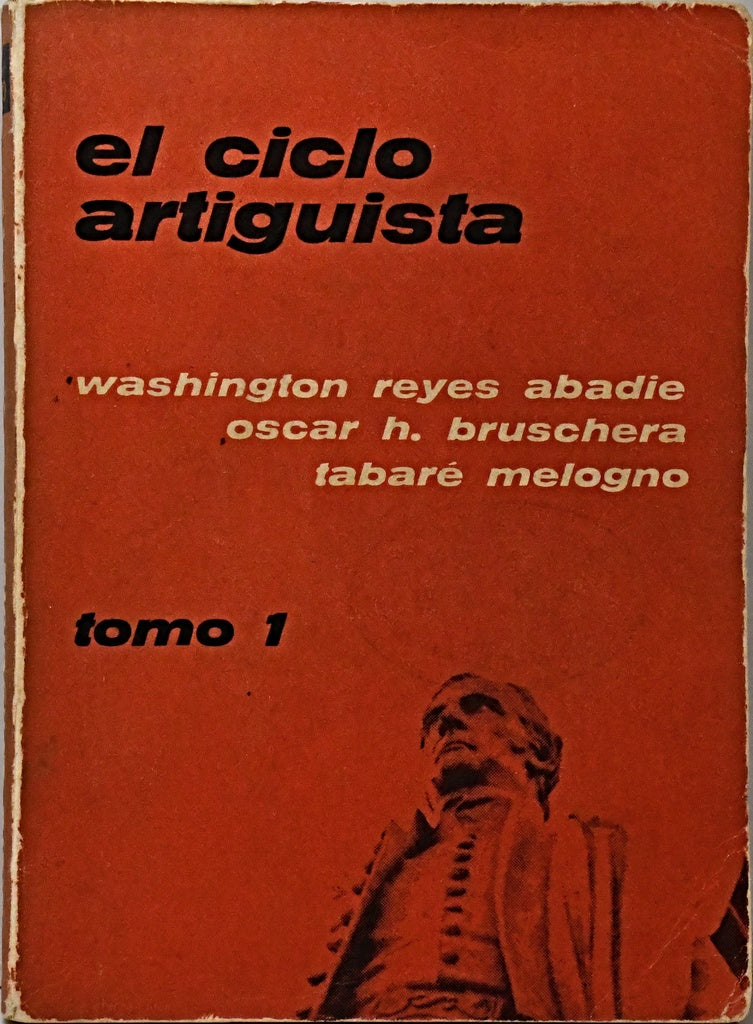 el ciclo
artiguista
washington reyes abadie
oscar h. bruschera
tabaré melogno
tomo 1